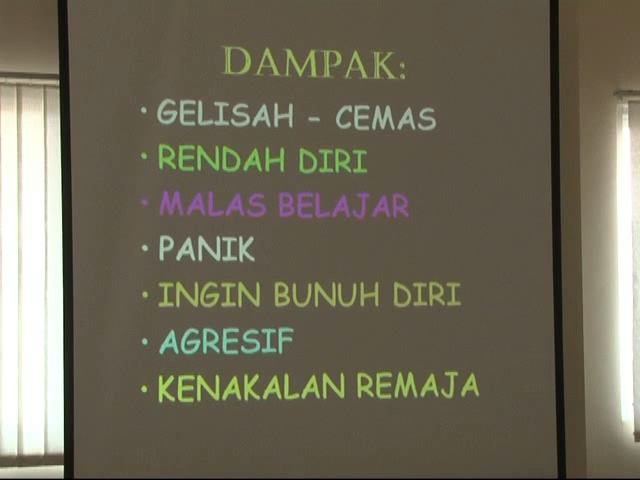 DAMPAK:
• GELISAH - CEMAS
• RENDAH DIRI
• MALAS BELAJAR
• PANIK
• INGIN BUNUH DIRI
• AGRESIF
• KENAKALAN REMAJA